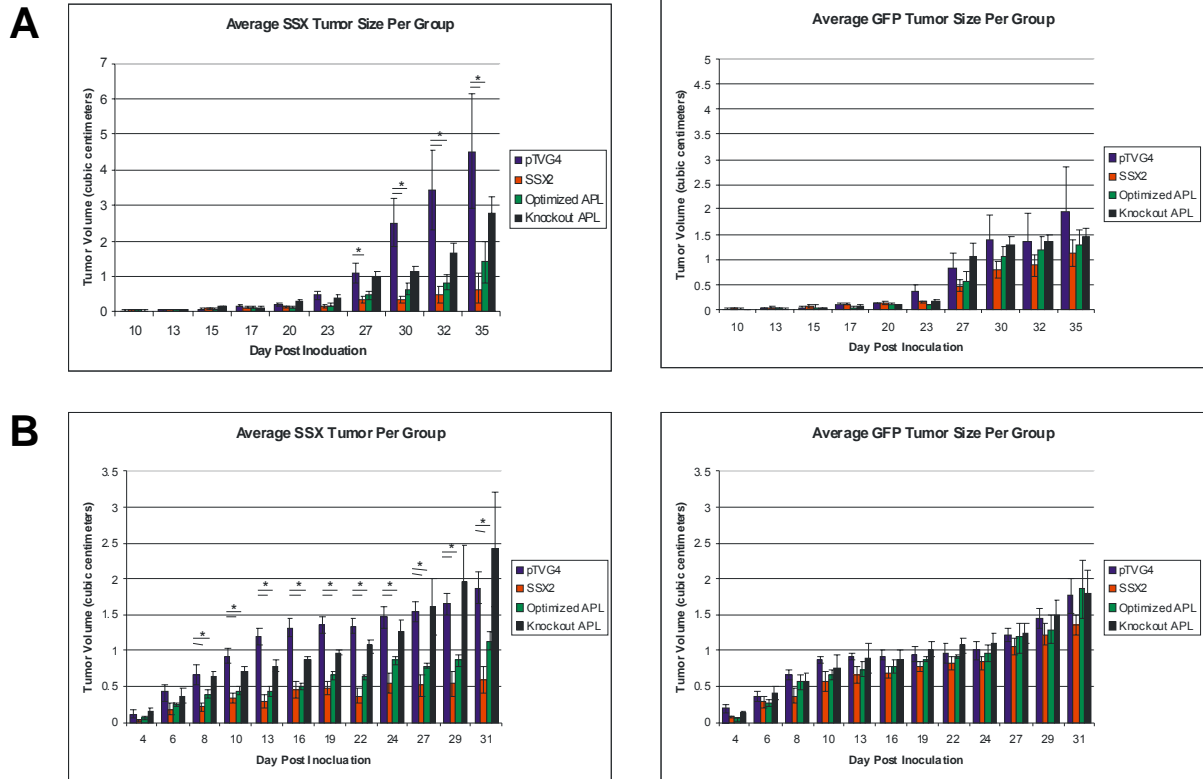 A
Average SSX Tumor Size Per Group
Tumor Volume (cubic centimeters)
7
6
5
4
3
2
1
0
* * * *
10 13 15 17 20 23 27 30 32 35
Day Post Inocluation
pTVG4
SSX2
Optimized APL
Knockout APL
Average GFP Tumor Size Per Group
Tumor Volume (cubic centimeters)
5
4.5
4
3.5
3
2.5
2
1.5
1
0.5
0
10 13 15 17 20 23 27 30 32 35
Day Post Inoculation
pTVG4
SSX2
Optimized APL
Knockout APL
B
Average SSX Tumor Per Group
Tumor Volume (cubic centimeters)
3.5
3
2.5
2
1.5
1
0.5
0
* * * * * * * * * *
4 6 8 10 13 16 19 22 24 27 29 31
Day Post Inoculation
pTVG4
SSX2
Optimized APL
Knockout APL
Average GFP Tumor Size Per Group
Tumor Volume (cubic centimeters)
3.5
3
2.5
2
1.5
1
0.5
0
4 6 8 10 13 16 19 22 24 27 29 31
Day Post Inoclulation
pTVG4
SSX2
Optimized APL
Knockout APL